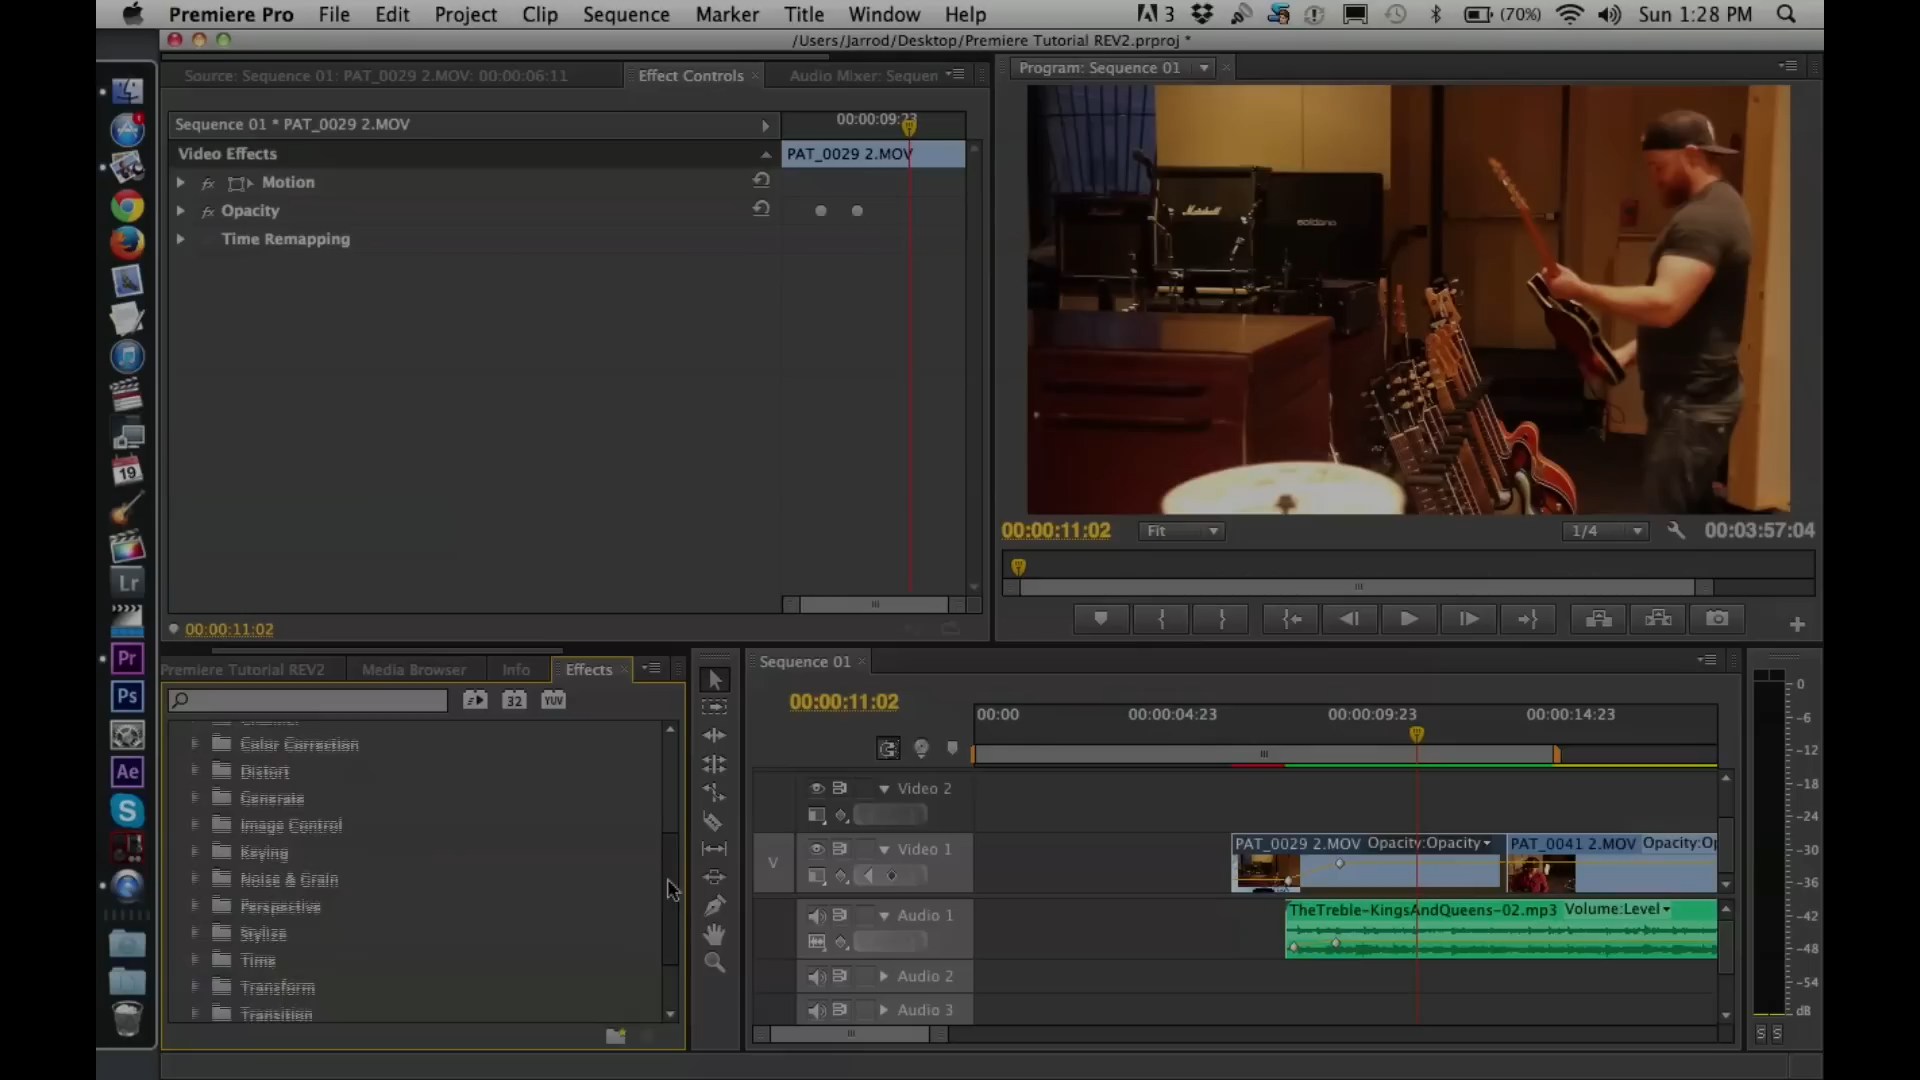 Premiere Pro File Edit Project Clip Sequence Marker Title Window Help 3 (70%) Sun 1:28 PM
/Users/Jarrod/Desktop/Premiere Tutorial REV2.prproj *
Source: Sequence 01: PAT_0029 2.MOV: 00:00:06:11 Effect Controls Audio Mixer: Sequen
Program: Sequence 01
Sequence 01 * PAT_0029 2.MOV
00:00:09:23
Video Effects
PAT_0029 2.MOV
fx Motion
fx Opacity
Time Remapping
Marshall
soldano
19
Lr
Pr
Ps
Ae
S
00:00:11:02
00:00:11:02 Fit 1/4 00:03:57:04
Premiere Tutorial REV2 Media Browser Info Effects
32 YUV
Color Correction
Distort
Generate
Image Control
Keying
Noise & Grain
Perspective
Stylize
Time
Transform
Transition
Sequence 01
00:00:11:02
00:00 00:00:04:23 00:00:09:23 00:00:14:23
Video 2
V Video 1
PAT_0029 2.MOV Opacity:Opacity PAT_0041 2.MOV Opacity:Op
Audio 1
TheTreble-KingsAndQueens-02.mp3 Volume:Level
Audio 2
Audio 3
0
-6
-12
-18
-24
-30
-36
-42
-48
-54
dB
S S